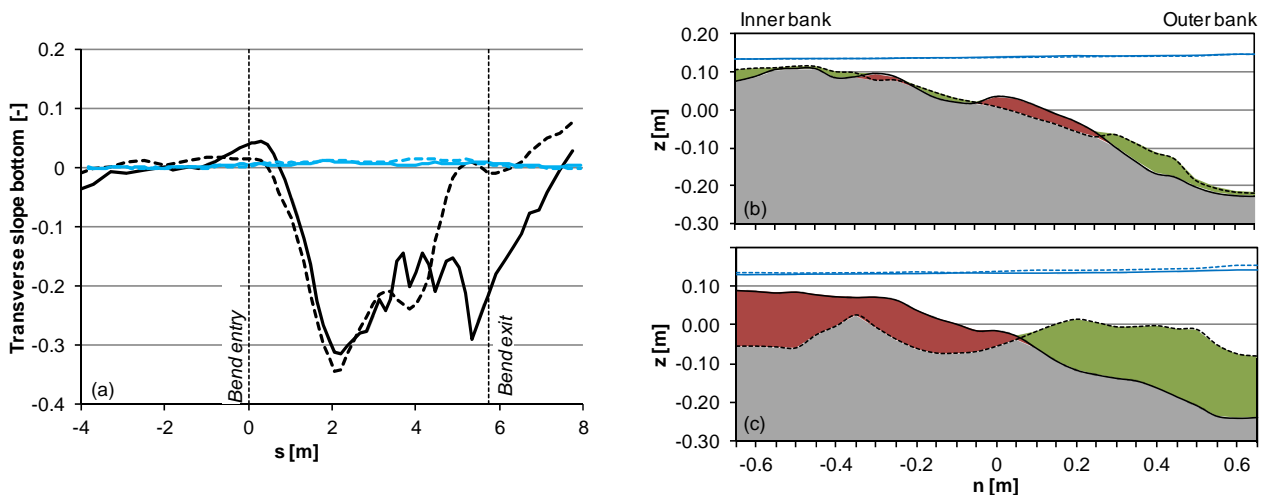 0.2
0.1
0
-0.1
-0.2
-0.3
-0.4
Transverse slope bottom [-]
(a)
Bend entry
Bend exit
-4 -2 0 2 4 6 8
s [m]
Inner bank Outer bank
0.20
0.10
0.00
-0.10
-0.20
-0.30
z [m]
(b)
0.10
0.00
-0.10
-0.20
-0.30
z [m]
(c)
-0.6 -0.4 -0.2 0 0.2 0.4 0.6
n [m]